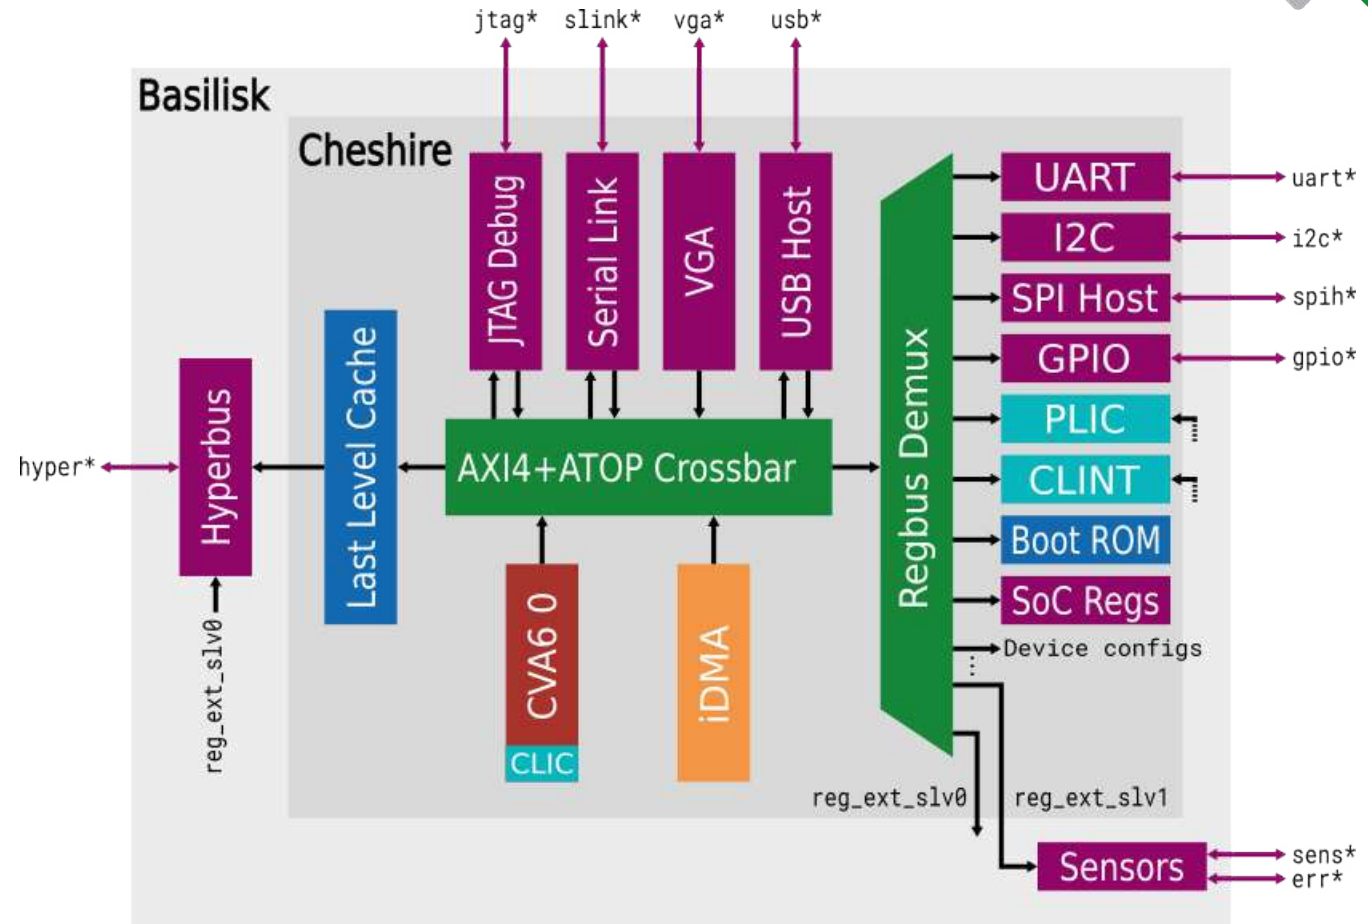 jtag* slink* vga* usb*
Basilisk
Cheshire
JTAG Debug
Serial Link
VGA
USB Host
UART
uart*
I2C
i2c*
SPI Host
spih*
GPIO
gpio*
PLIC
CLINT
Boot ROM
SoC Regs
Device configs
Regbus Demux
AXI4+ATOP Crossbar
Last Level Cache
Hyperbus
hyper*
reg_ext_slv0
CVA6 0
CLIC
iDMA
reg_ext_slv0
reg_ext_slv1
Sensors
sens*
err*